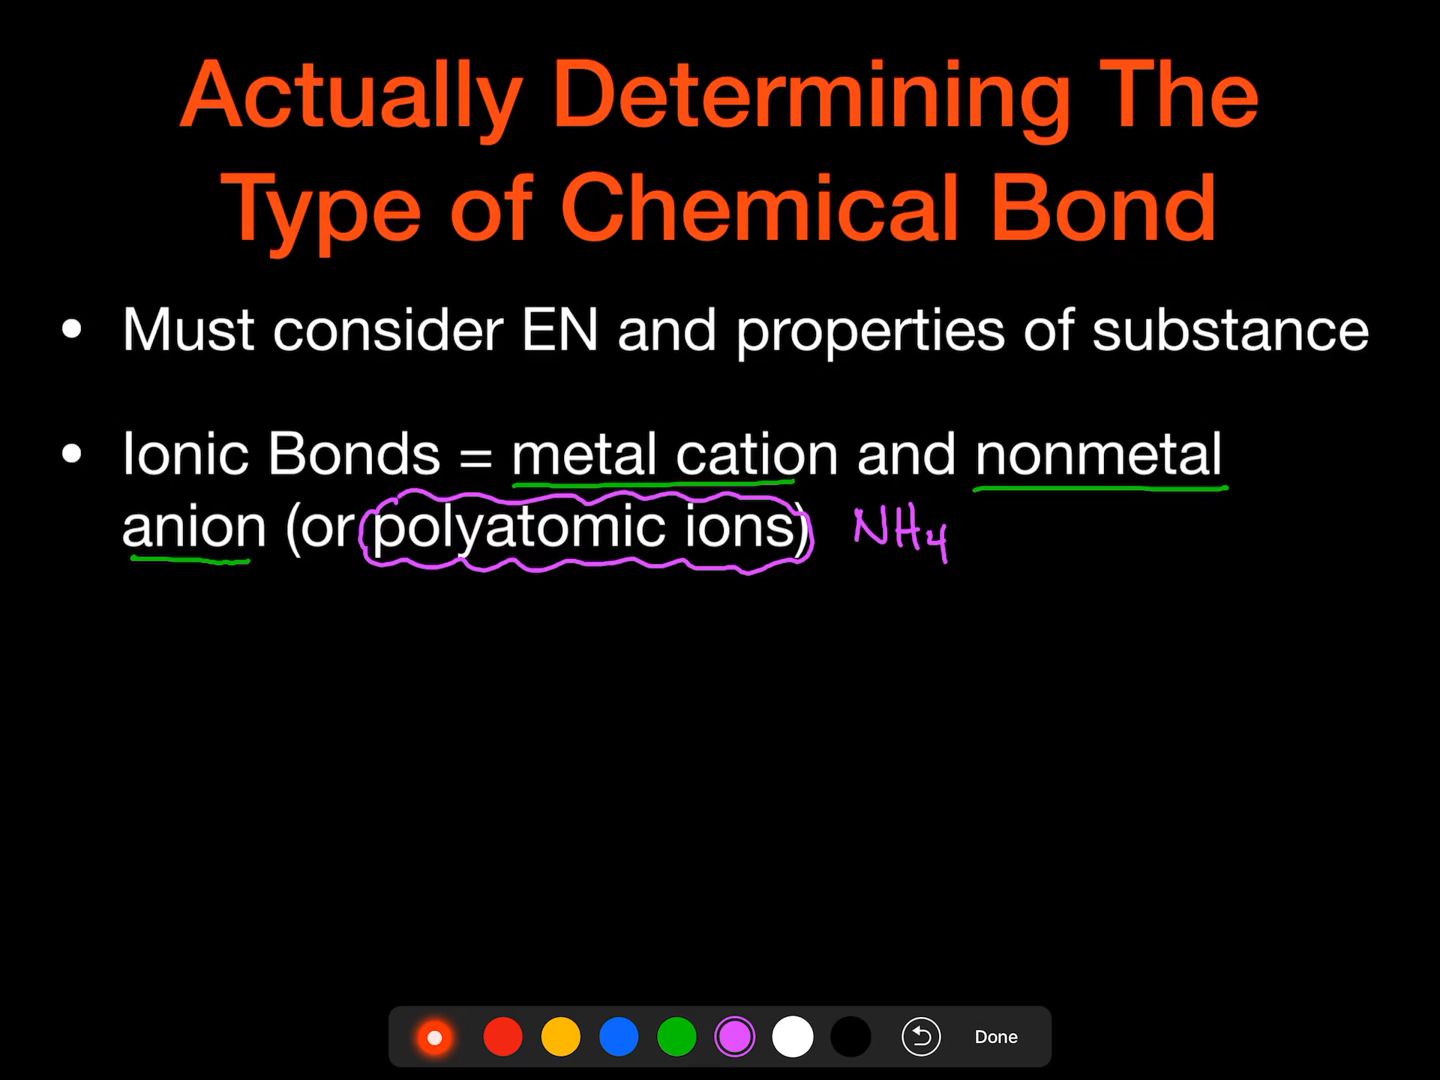 Actually Determining The
Type of Chemical Bond
• Must consider EN and properties of substance
• Ionic Bonds = metal cation and nonmetal
anion (or polyatomic ions) NH₄
Done